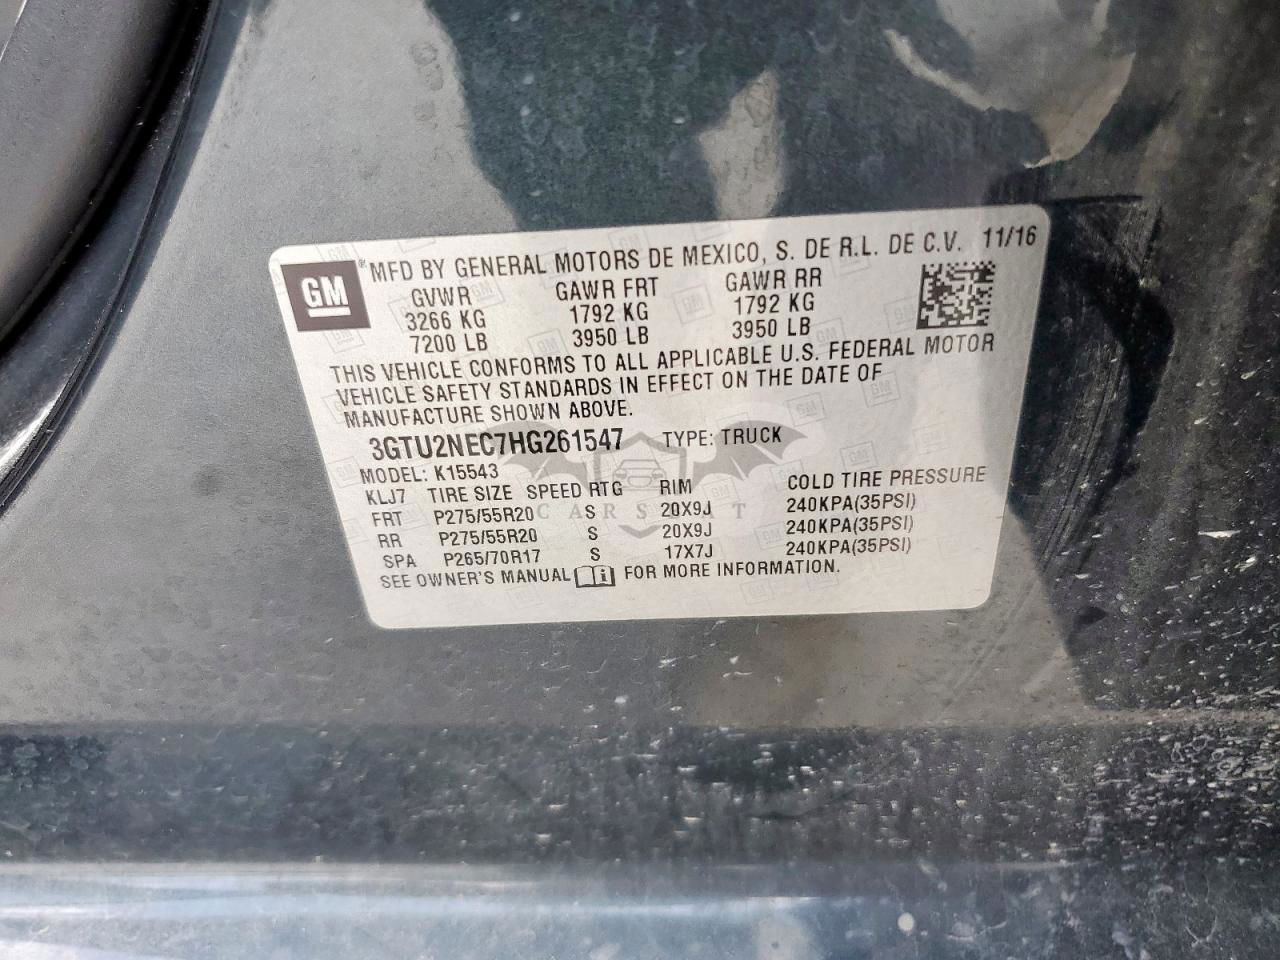 GM
MFD BY GENERAL MOTORS DE MEXICO, S. DE R.L. DE C.V. 11/16
GVWR GAWR FRT GAWR RR
3266 KG 1792 KG 1792 KG
7200 LB 3950 LB 3950 LB
THIS VEHICLE CONFORMS TO ALL APPLICABLE U.S. FEDERAL MOTOR
VEHICLE SAFETY STANDARDS IN EFFECT ON THE DATE OF
MANUFACTURE SHOWN ABOVE.
3GTU2NEC7HG261547 TYPE: TRUCK
MODEL: K15543
KLJ7 TIRE SIZE SPEED RTG RIM COLD TIRE PRESSURE
FRT P275/55R20 S 20X9J 240KPA(35PSI)
RR P275/55R20 S 20X9J 240KPA(35PSI)
SPA P265/70R17 S 17X7J 240KPA(35PSI)
SEE OWNER'S MANUAL FOR MORE INFORMATION.